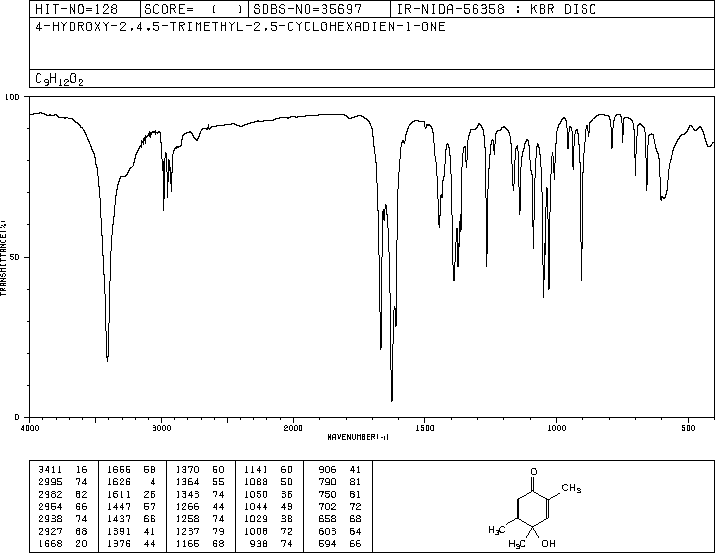 HIT-NO=128 SCORE= ( ) SDBS-NO=35697 IR-NIDA-56358 : KBR DISC
4-HYDROXY-2,4,5-TRIMETHYL-2,5-CYCLOHEXADIEN-1-ONE
C9H12O2
100
50
0
TRANSMITTANCE(%)
4000 3000 2000 1500 1000 500
WAVENUMBER(-1)
3411 16 1656 58 1370 60 1141 60 906 41
2995 74 1626 4 1364 55 1088 50 790 81
2982 62 1611 26 1343 74 1050 36 750 81
2954 66 1447 57 1266 44 1044 49 702 72
2938 74 1437 66 1258 74 1029 38 658 68
2927 68 1391 41 1237 79 1008 72 603 64
1668 20 1376 44 1165 68 938 74 594 66
O
CH3
H3C
H3C OH